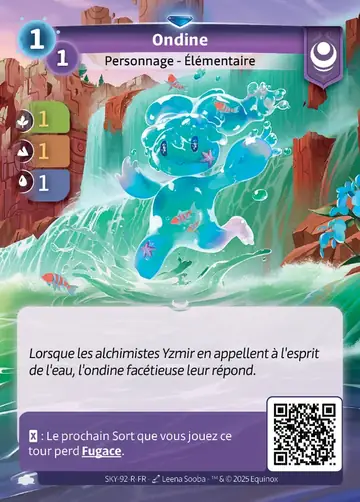 1
1
Ondine
Personnage - Élémentaire
1
1
1
Lorsque les alchimistes Yzmir en appellent à l'esprit
de l'eau, l'ondine facétieuse leur répond.
X : Le prochain Sort que vous jouez ce
tour perd Fugace.
SKY-92-R-FR - Leena Sooba - ™ & © 2025 Equinox